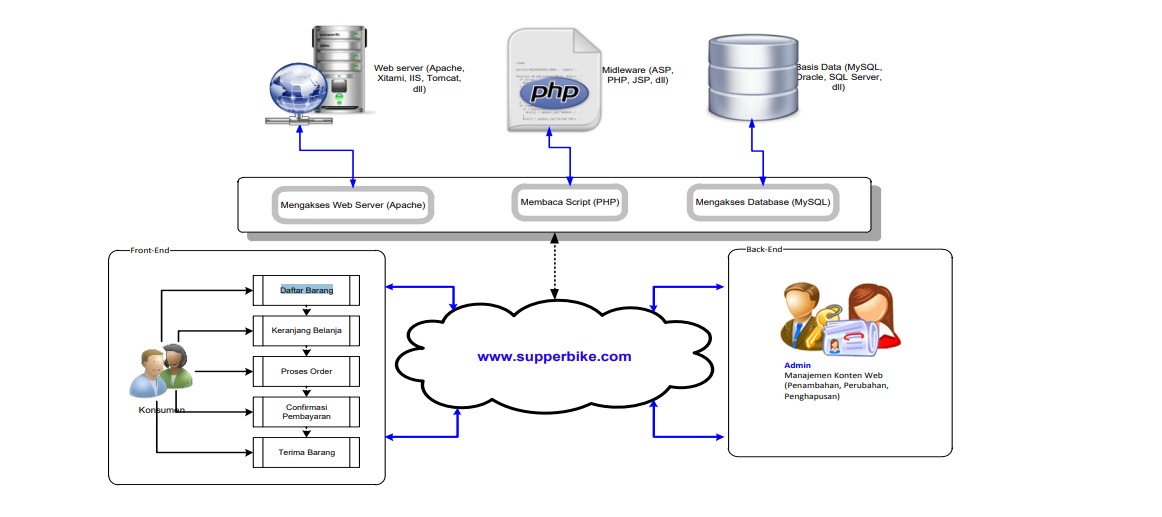 Web server (Apache,
Xitami, IIS, Tomcat,
dll)
php
Midleware (ASP,
PHP, JSP, dll)
Basis Data (MySQL,
Oracle, SQL Server,
dll)
Mengakses Web Server (Apache)
Membaca Script (PHP)
Mengakses Database (MySQL)
Front-End
Daftar Barang
Keranjang Belanja
Proses Order
Confirmasi
Pembayaran
Terima Barang
Konsumen
www.supperbike.com
Back-End
Admin
Manajemen Konten Web
(Penambahan, Perubahan,
Penghapusan)